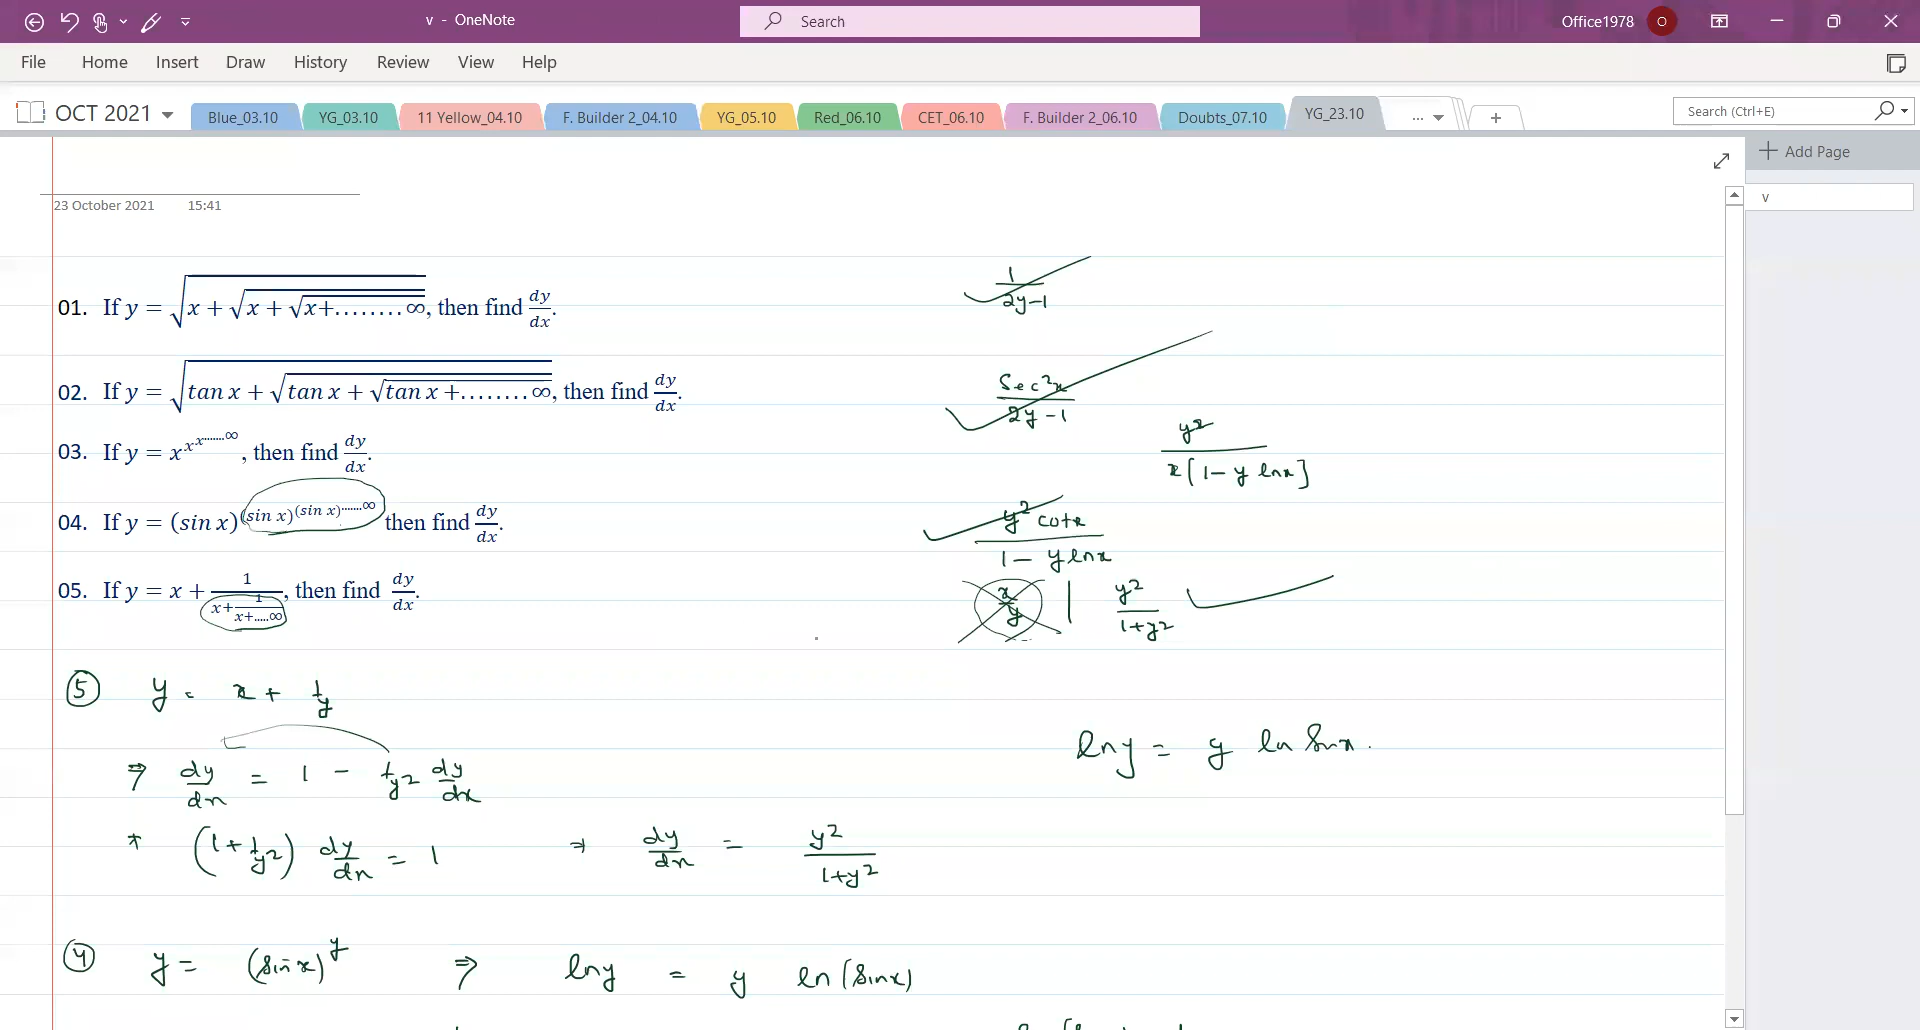 v - OneNote
Search
Office1978
O
File Home Insert Draw History Review View Help
OCT 2021
Blue_03.10 YG_03.10 11 Yellow_04.10 F. Builder 2_04.10 YG_05.10 Red_06.10 CET_06.10 F. Builder 2_06.10 Doubts_07.10 YG_23.10 ... +
Search (Ctrl+E)
+ Add Page
v
23 October 2021 15:41
01. If y = √(x + √(x + √(x+........∞))), then find dy/dx.
1/(2y-1)
02. If y = √(tan x + √(tan x + √(tan x +........∞))), then find dy/dx.
Sec²x/(2y-1)
03. If y = x^x^x.......∞, then find dy/dx.
y²/(x[1-y lnx])
04. If y = (sin x)^(sin x)^(sin x).......∞ then find dy/dx.
y² cotx/(1 - y lnx)
05. If y = x + 1/(x+1/(x+.....∞)), then find dy/dx.
x/y | y²/(1+y²)
⑤ y = x + 1/y
lny = y ln Sinx.
⇒ dy/dx = 1 - 1/y² dy/dx
⇒ (1+1/y²) dy/dx = 1 ⇒ dy/dx = y²/(1+y²)
④ y = (sinx)^y ⇒ lny = y ln(sinx)